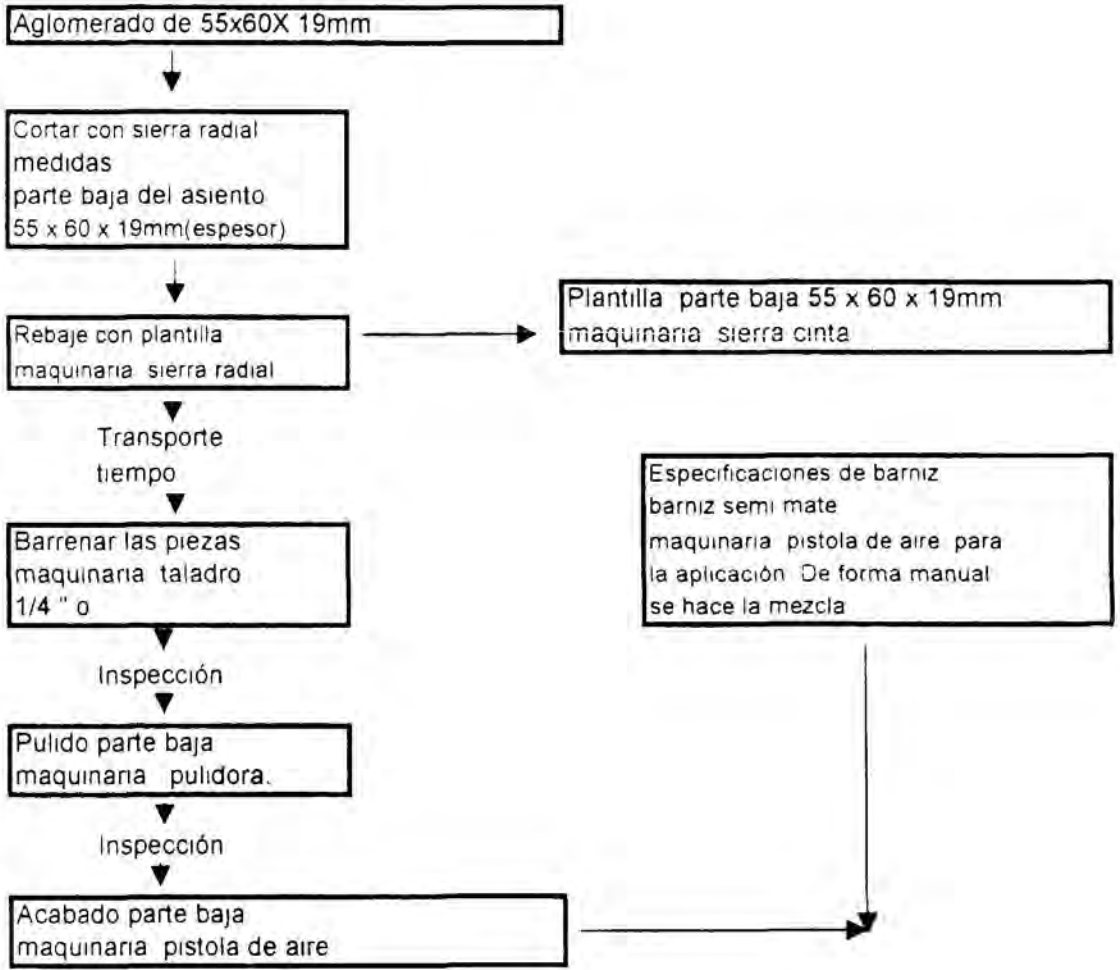 Aglomerado de 55x60X 19mm
Cortar con sierra radial
medidas
parte baja del asiento
55 x 60 x 19mm(espesor)
Rebaje con plantilla
maquinaria sierra radial
Plantilla parte baja 55 x 60 x 19mm
maquinaria sierra cinta
Transporte
tiempo
Barrenar las piezas
maquinaria taladro
1/4 " o
Especificaciones de barniz
barniz semi mate
maquinaria pistola de aire para
la aplicación De forma manual
se hace la mezcla
Inspección
Pulido parte baja
maquinaria pulidora.
Inspección
Acabado parte baja
maquinaria pistola de aire